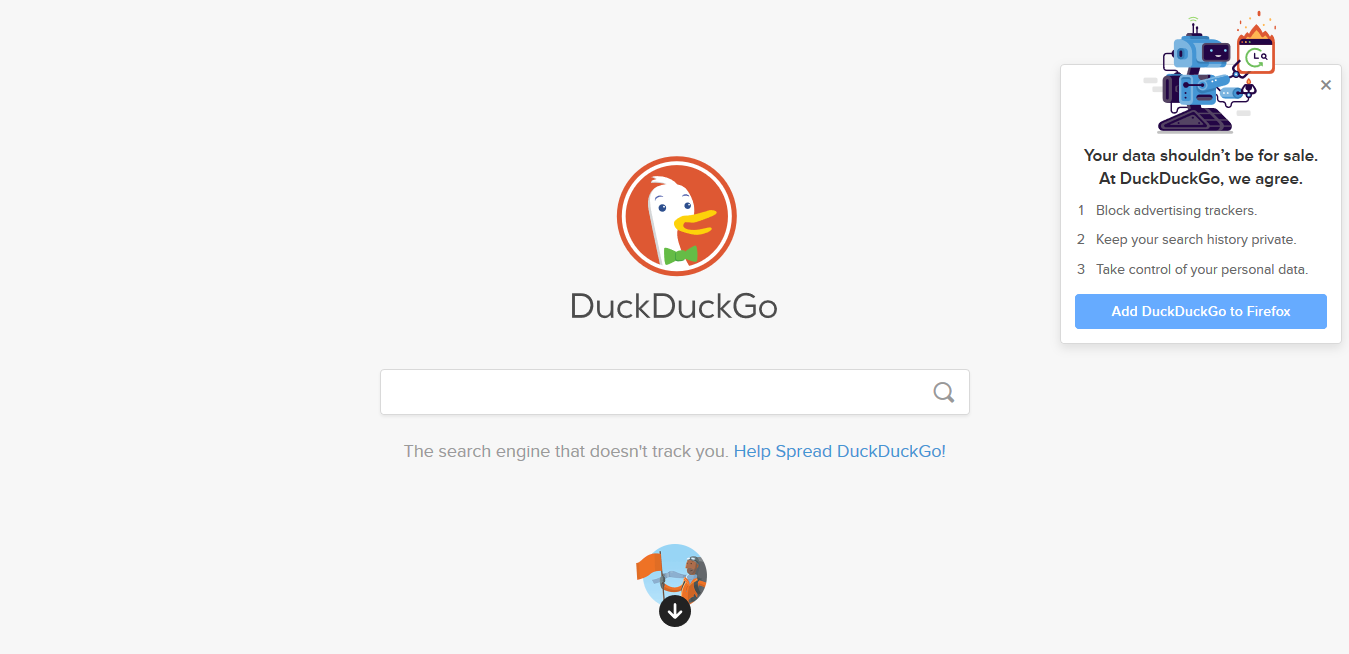 DuckDuckGo
The search engine that doesn't track you. Help Spread DuckDuckGo!
Your data shouldn’t be for sale.
At DuckDuckGo, we agree.
1 Block advertising trackers.
2 Keep your search history private.
3 Take control of your personal data.
Add DuckDuckGo to Firefox